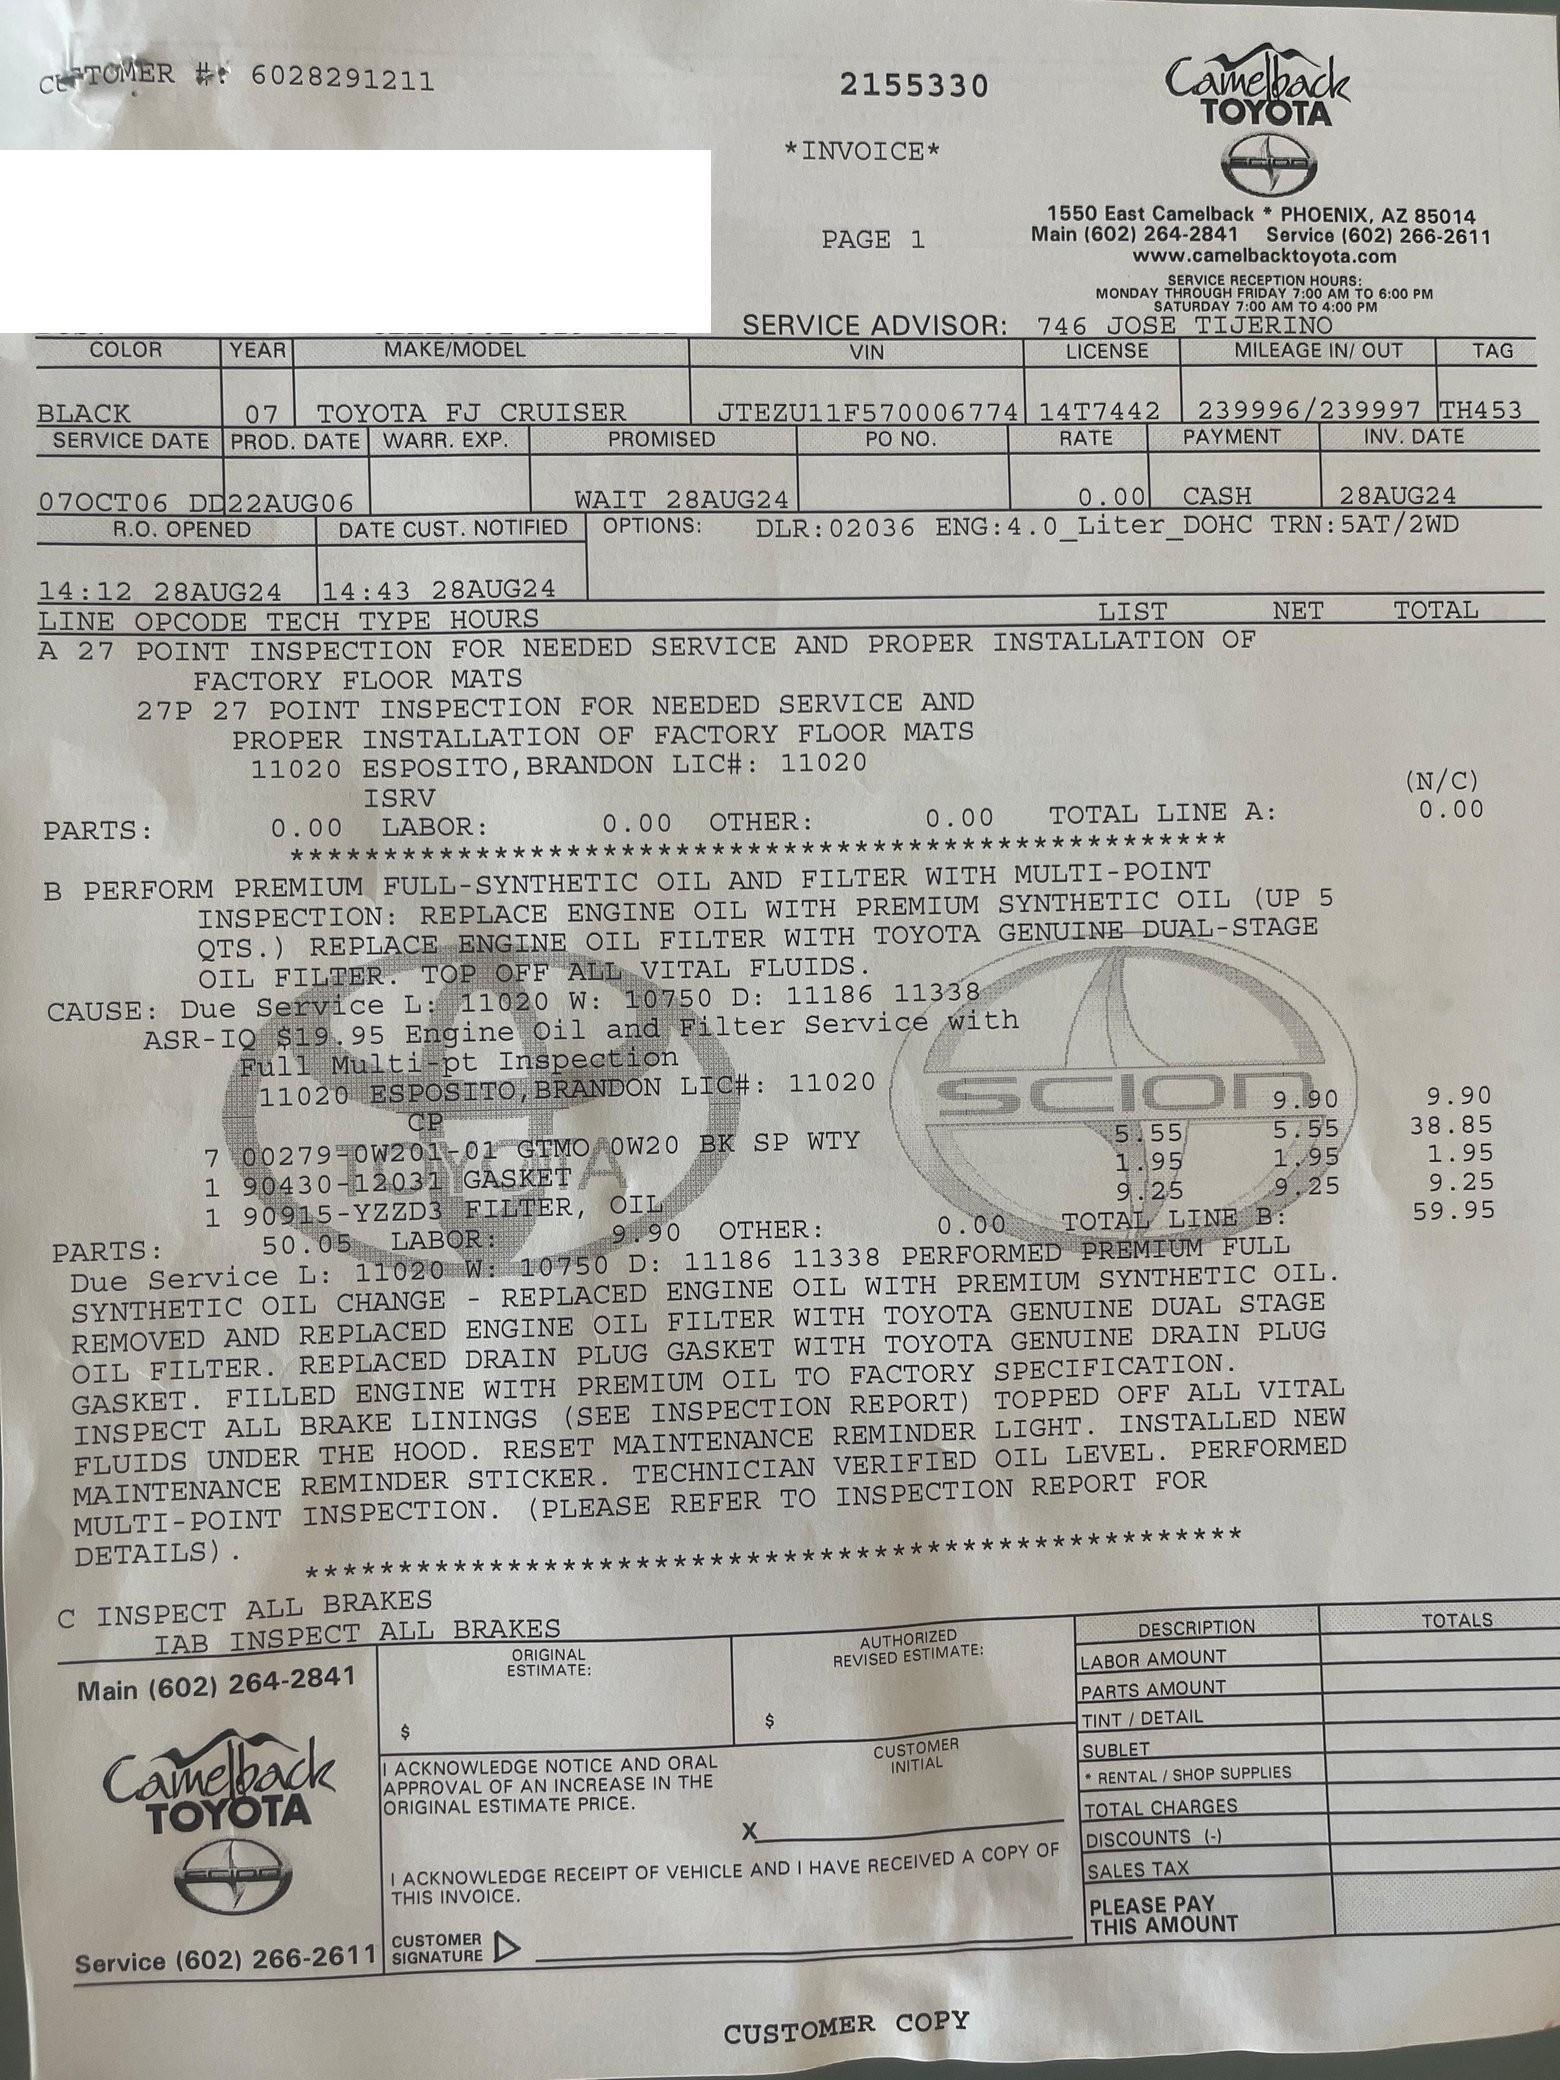 CUSTOMER #: 6028291211
2155330
Camelback
TOYOTA
*INVOICE*
SCION
1550 East Camelback * PHOENIX, AZ 85014
PAGE 1
Main (602) 264-2841 Service (602) 266-2611
www.camelbacktoyota.com
SERVICE RECEPTION HOURS:
MONDAY THROUGH FRIDAY 7:00 AM TO 6:00 PM
SATURDAY 7:00 AM TO 4:00 PM
SERVICE ADVISOR: 746 JOSE TIJERINO
COLOR YEAR MAKE/MODEL VIN LICENSE MILEAGE IN/ OUT TAG
BLACK 07 TOYOTA FJ CRUISER JTEZU11F570006774 14T7442 239996/239997 TH453
SERVICE DATE PROD. DATE WARR. EXP. PROMISED PO NO. RATE PAYMENT INV. DATE
07OCT06 DD 22AUG06 WAIT 28AUG24 0.00 CASH 28AUG24
R.O. OPENED DATE CUST. NOTIFIED OPTIONS: DLR:02036 ENG:4.0_Liter_DOHC TRN:5AT/2WD
14:12 28AUG24 14:43 28AUG24
LINE OPCODE TECH TYPE HOURS LIST NET TOTAL
A 27 POINT INSPECTION FOR NEEDED SERVICE AND PROPER INSTALLATION OF
FACTORY FLOOR MATS
27P 27 POINT INSPECTION FOR NEEDED SERVICE AND
PROPER INSTALLATION OF FACTORY FLOOR MATS
11020 ESPOSITO,BRANDON LIC#: 11020
ISRV (N/C)
PARTS: 0.00 LABOR: 0.00 OTHER: 0.00 TOTAL LINE A: 0.00
***************************************************
B PERFORM PREMIUM FULL-SYNTHETIC OIL AND FILTER WITH MULTI-POINT
INSPECTION: REPLACE ENGINE OIL WITH PREMIUM SYNTHETIC OIL (UP 5
QTS.) REPLACE ENGINE OIL FILTER WITH TOYOTA GENUINE DUAL-STAGE
OIL FILTER. TOP OFF ALL VITAL FLUIDS.
CAUSE: Due Service L: 11020 W: 10750 D: 11186 11338
ASR-IQ $19.95 Engine Oil and Filter Service with
Full Multi-pt Inspection
11020 ESPOSITO,BRANDON LIC#: 11020
CP 9.90 9.90
7 00279-0W201-01 GTMO 0W20 BK SP WTY 5.55 5.55 38.85
1 90430-12031 GASKET 1.95 1.95 1.95
1 90915-YZZD3 FILTER, OIL 9.25 9.25 9.25
PARTS: 50.05 LABOR: 9.90 OTHER: 0.00 TOTAL LINE B: 59.95
TOYOTA
SCION
Due Service L: 11020 W: 10750 D: 11186 11338 PERFORMED PREMIUM FULL
SYNTHETIC OIL CHANGE - REPLACED ENGINE OIL WITH PREMIUM SYNTHETIC OIL.
REMOVED AND REPLACED ENGINE OIL FILTER WITH TOYOTA GENUINE DUAL STAGE
OIL FILTER. REPLACED DRAIN PLUG GASKET WITH TOYOTA GENUINE DRAIN PLUG
GASKET. FILLED ENGINE WITH PREMIUM OIL TO FACTORY SPECIFICATION.
INSPECT ALL BRAKE LININGS (SEE INSPECTION REPORT) TOPPED OFF ALL VITAL
FLUIDS UNDER THE HOOD. RESET MAINTENANCE REMINDER LIGHT. INSTALLED NEW
MAINTENANCE REMINDER STICKER. TECHNICIAN VERIFIED OIL LEVEL. PERFORMED
MULTI-POINT INSPECTION. (PLEASE REFER TO INSPECTION REPORT FOR
DETAILS).
***************************************************
C INSPECT ALL BRAKES
IAB INSPECT ALL BRAKES
Main (602) 264-2841
Camelback
TOYOTA
SCION
Service (602) 266-2611
ORIGINAL
ESTIMATE:
$
AUTHORIZED
REVISED ESTIMATE:
$
I ACKNOWLEDGE NOTICE AND ORAL
APPROVAL OF AN INCREASE IN THE
ORIGINAL ESTIMATE PRICE.
CUSTOMER
INITIAL
X
I ACKNOWLEDGE RECEIPT OF VEHICLE AND I HAVE RECEIVED A COPY OF
THIS INVOICE.
CUSTOMER
SIGNATURE
DESCRIPTION TOTALS
LABOR AMOUNT
PARTS AMOUNT
TINT / DETAIL
SUBLET
* RENTAL / SHOP SUPPLIES
TOTAL CHARGES
DISCOUNTS (-)
SALES TAX
PLEASE PAY
THIS AMOUNT
CUSTOMER COPY